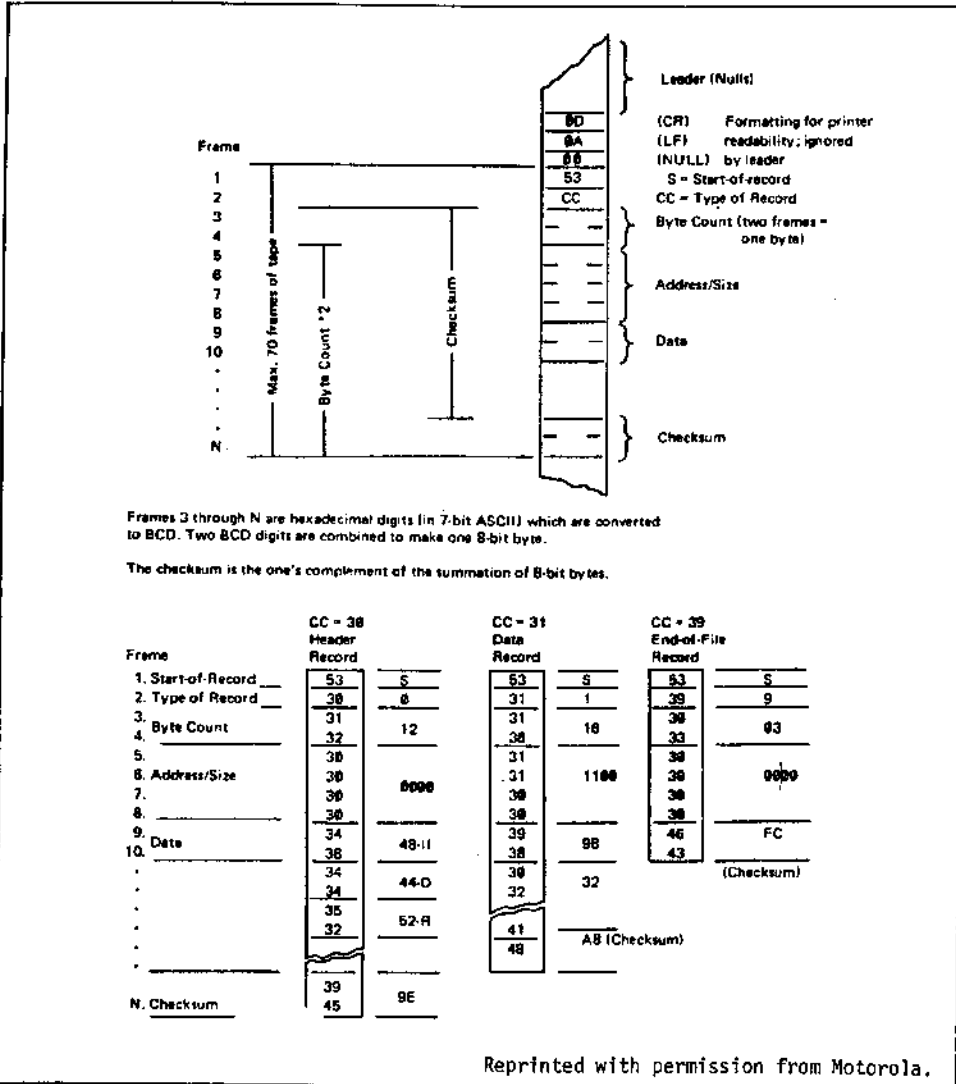 Leader (Nulls)
0D (CR) Formatting for printer
0A (LF) readability; ignored
00 (NULL) by leader
Frame
53 S = Start-of-record
CC CC = Type of Record
Byte Count (two frames = one byte)
Address/Size
Data
Checksum
1
2
3
4
5
6
7
8
9
10
.
.
.
.
N
Max. 70 frames of tape
Byte Count *2
Checksum
Frames 3 through N are hexadecimal digits (in 7-bit ASCII) which are converted
to BCD. Two BCD digits are combined to make one 8-bit byte.
The checksum is the one's complement of the summation of 8-bit bytes.
Frame
1. Start-of-Record
2. Type of Record
3.
4. Byte Count
5.
6. Address/Size
7.
8.
9.
10. Data
.
.
.
.
.
.
N. Checksum
CC = 30
Header
Record
53 S
30 0
31
32 12
30
30
30
30 0000
34
38 48-H
34
34 44-D
35
32 52-R
39
45 9E
CC = 31
Data
Record
53 S
31 1
31
36 16
31
31
30
30 1100
39
38 98
30
32 32
41
48 A8 (Checksum)
CC = 39
End-of-File
Record
53 S
39 9
30
33 03
30
30
30
30 0000
46
43 FC
(Checksum)
Reprinted with permission from Motorola.